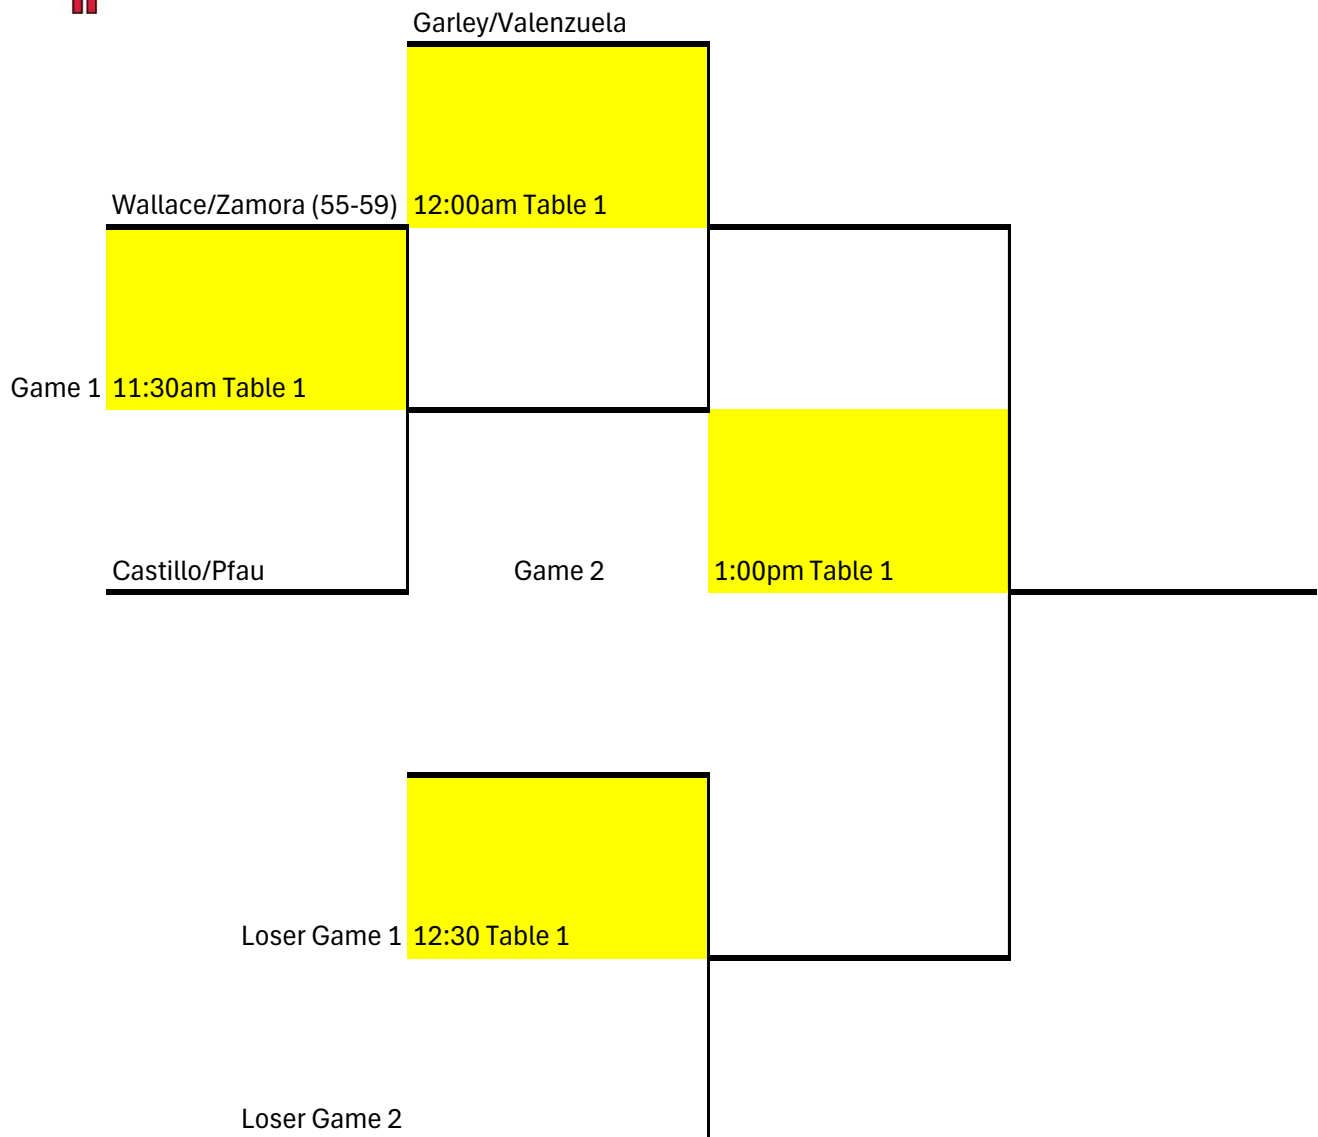 Garley/Valenzuela
Wallace/Zamora (55-59) 12:00am Table 1
Game 1 11:30am Table 1
Castillo/Pfau Game 2 1:00pm Table 1
Loser Game 1 12:30 Table 1
Loser Game 2